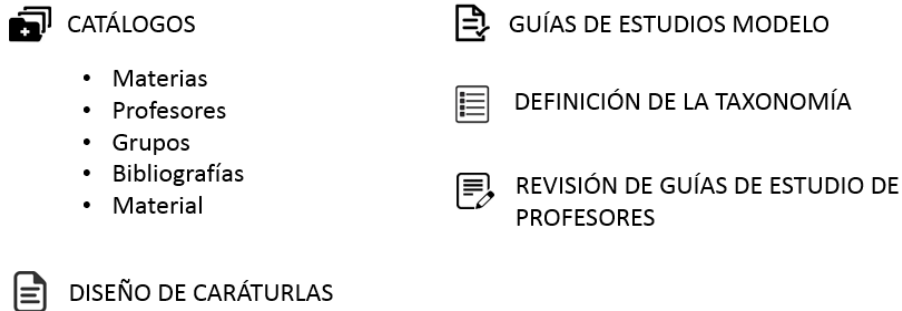 CATÁLOGOS
• Materias
• Profesores
• Grupos
• Bibliografías
• Material
DISEÑO DE CARÁTURLAS
GUÍAS DE ESTUDIOS MODELO
DEFINICIÓN DE LA TAXONOMÍA
REVISIÓN DE GUÍAS DE ESTUDIO DE
PROFESORES